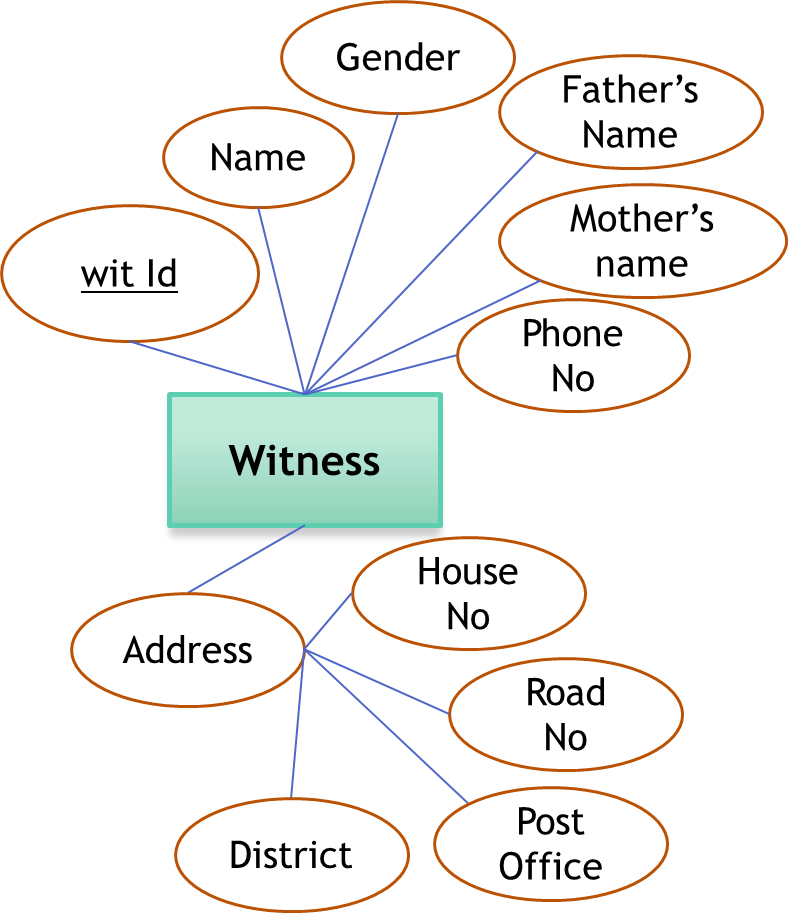 Gender
Father’s
Name
Name
Mother’s
name
wit Id
Phone
No
Witness
House
No
Address
Road
No
Post
Office
District